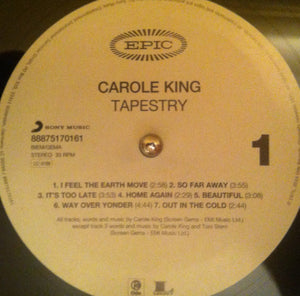 EPIC
CAROLE KING
TAPESTRY
SONY MUSIC
88875170161
BIEM/GEMA
STEREO 33 RPM
1
1. I FEEL THE EARTH MOVE (2:58) 2. SO FAR AWAY (3:55)
3. IT'S TOO LATE (3:53) 4. HOME AGAIN (2:29) 5. BEAUTIFUL (3:08)
6. WAY OVER YONDER (4:44) 7. OUT IN THE COLD (2:44)
All tracks: words and music by Carole King (Screen Gems - EMI Music Ltd.)
except track 3 words and music by Carole King and Toni Stern
(Screen Gems - EMI Music Ltd.)
Ode